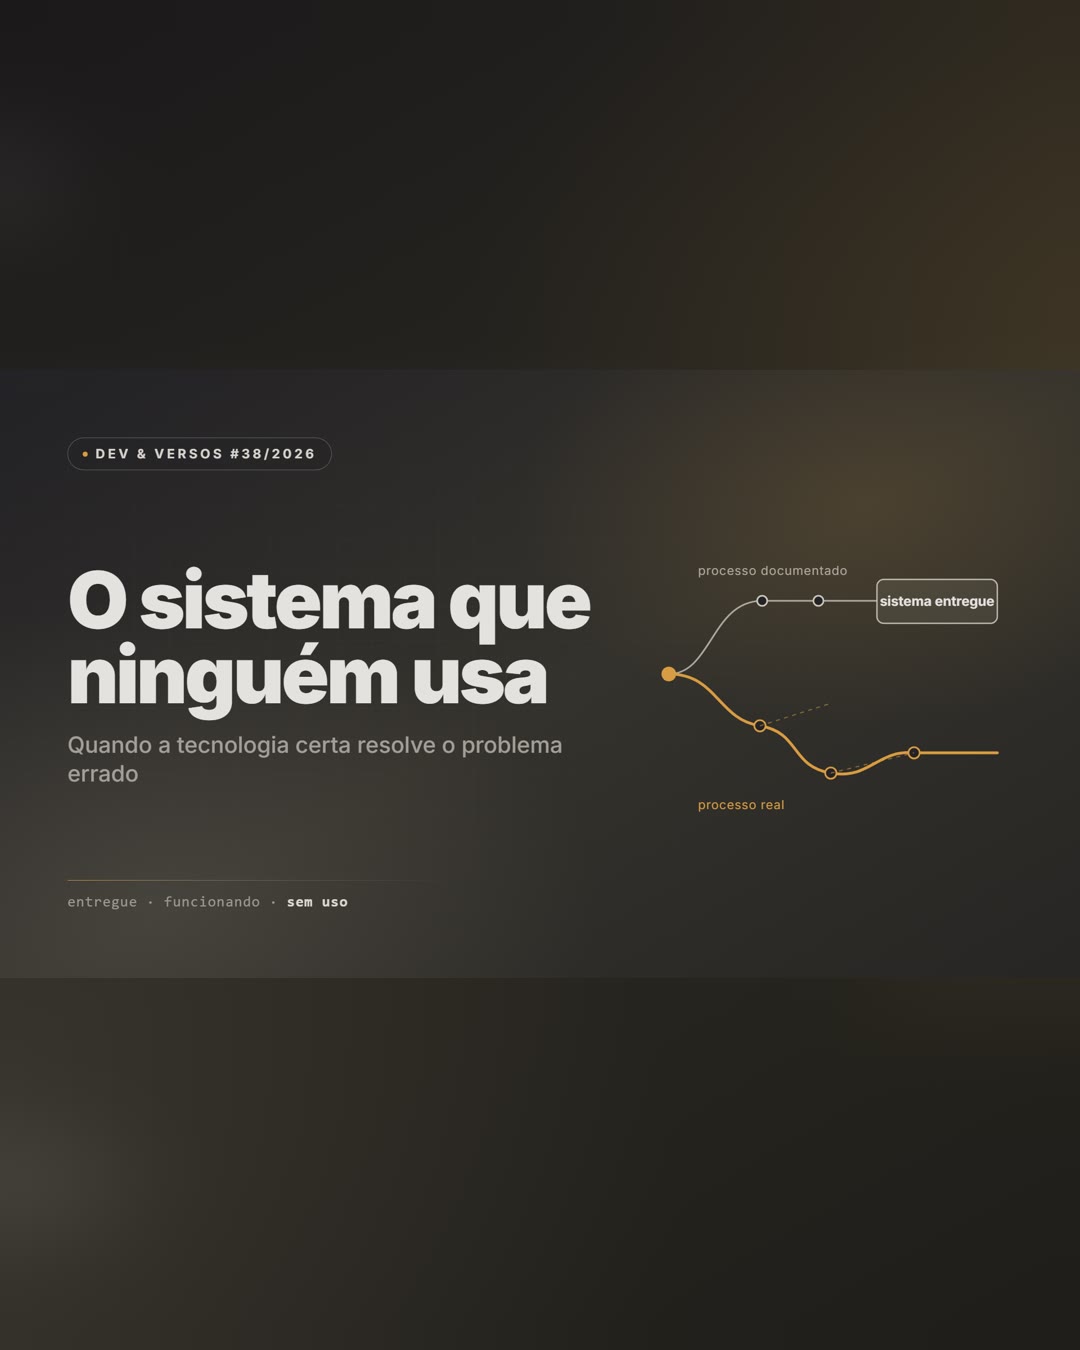 DEV & VERSOS #38/2026
O sistema que
ninguém usa
Quando a tecnologia certa resolve o problema
errado
processo documentado
sistema entregue
processo real
entregue · funcionando · sem uso